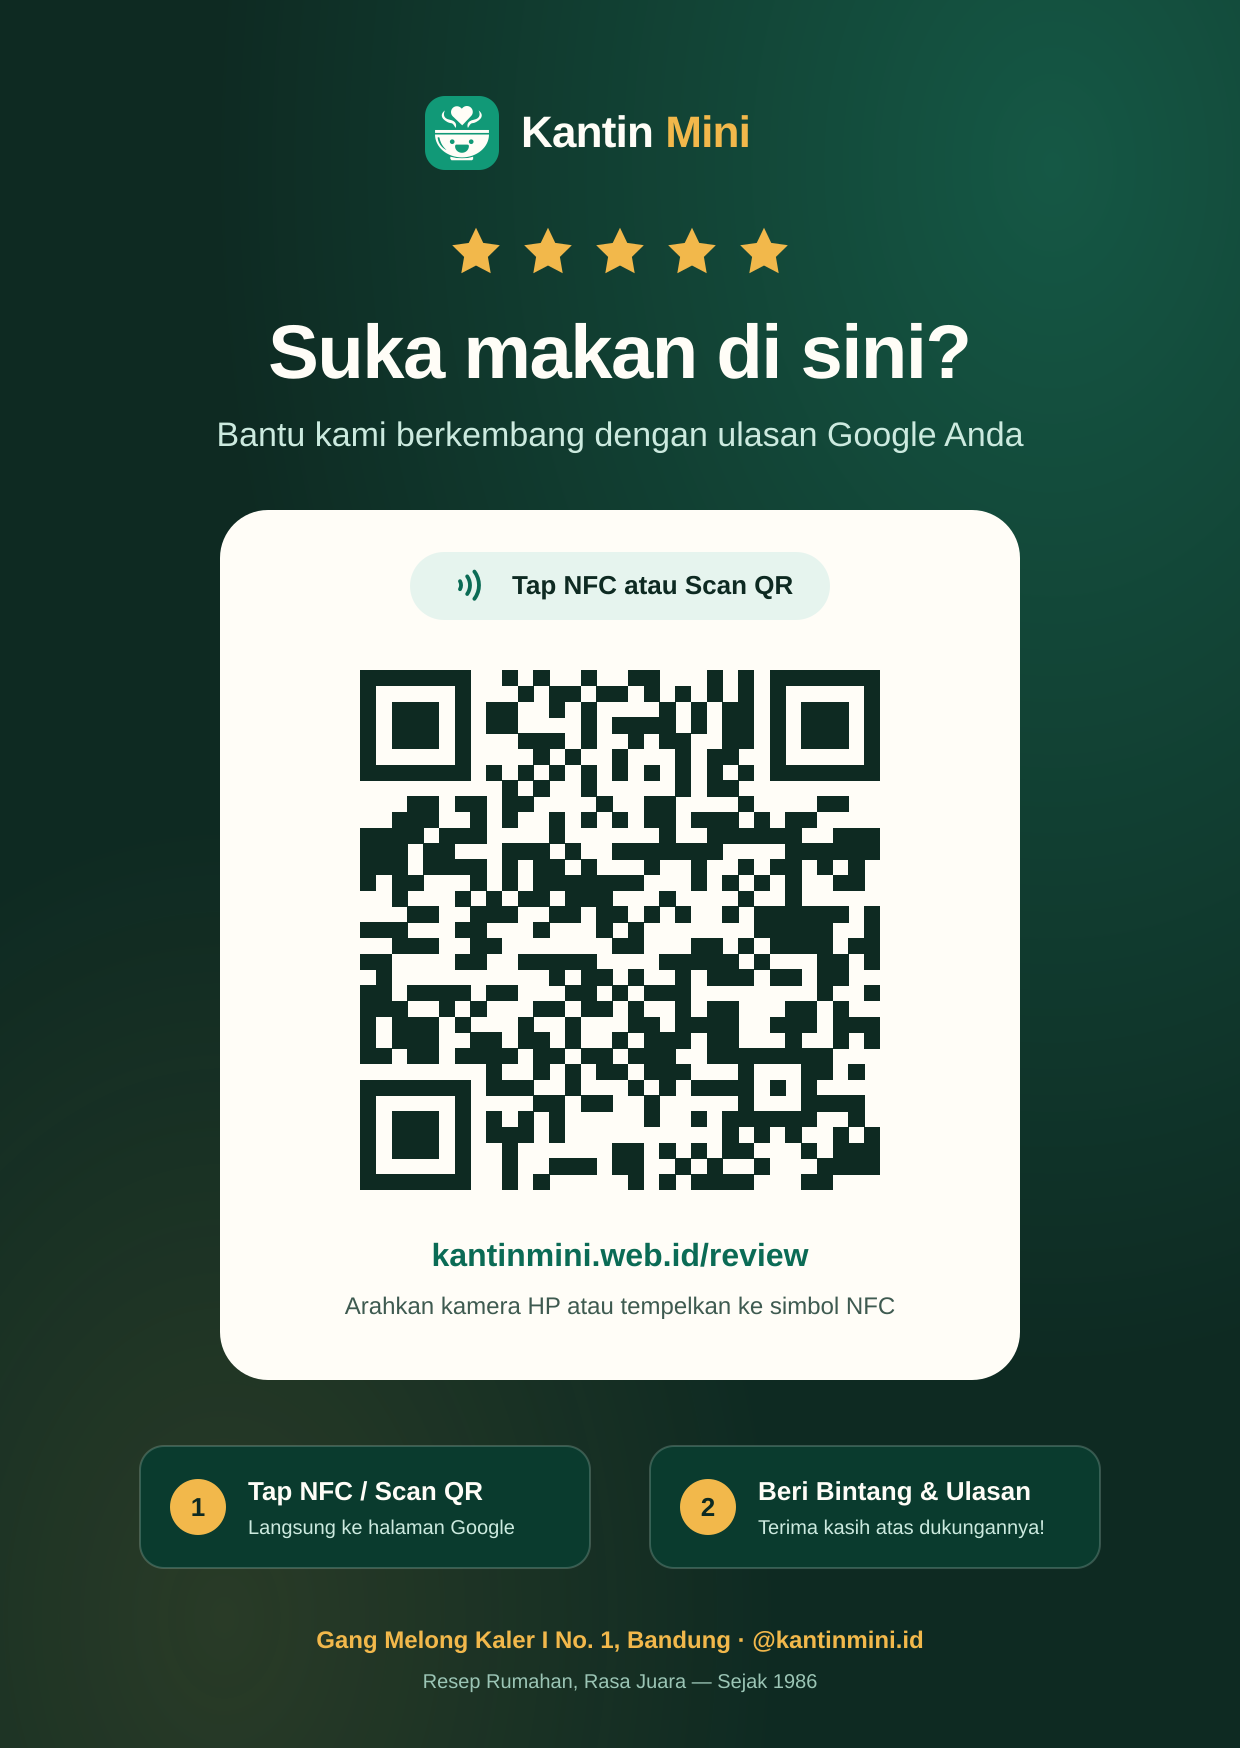 Kantin Mini
Suka makan di sini?
Bantu kami berkembang dengan ulasan Google Anda
Tap NFC atau Scan QR
kantinmini.web.id/review
Arahkan kamera HP atau tempelkan ke simbol NFC
1
Tap NFC / Scan QR
Langsung ke halaman Google
2
Beri Bintang & Ulasan
Terima kasih atas dukungannya!
Gang Melong Kaler I No. 1, Bandung · @kantinmini.id
Resep Rumahan, Rasa Juara — Sejak 1986